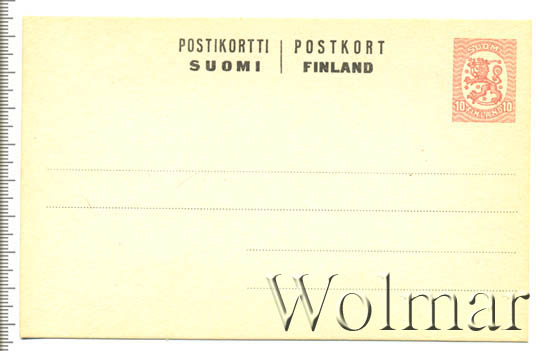 POSTIKORTTI | POSTKORT
SUOMI | FINLAND
SUOMI
10 FINLAND 10
Wolmar